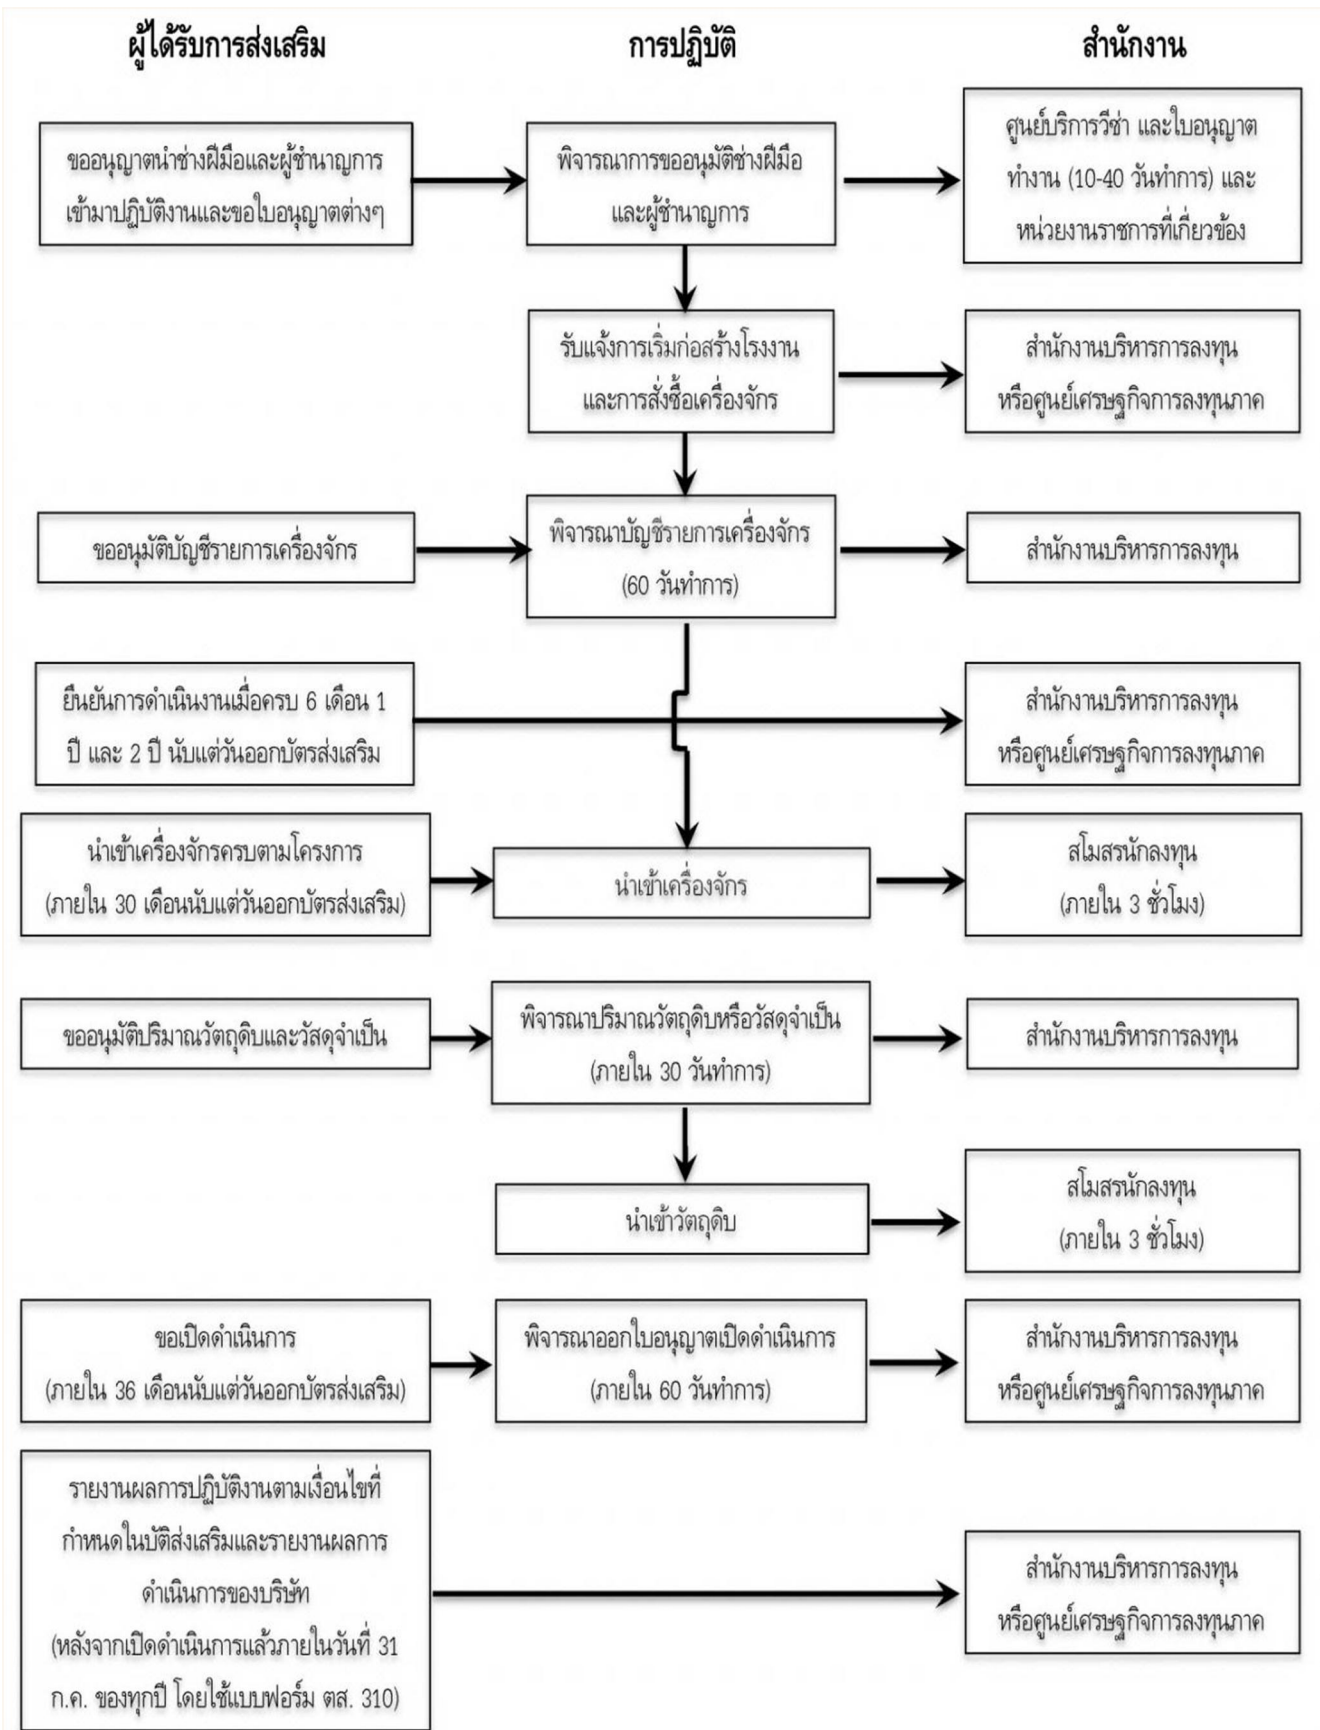 ผู้ได้รับการส่งเสริม
การปฏิบัติ
สำนักงาน
ขออนุญาตนำช่างฝีมือและผู้ชำนาญการ
เข้ามาปฏิบัติงานและขอใบอนุญาตต่างๆ
พิจารณาการขออนุมัติช่างฝีมือ
และผู้ชำนาญการ
ศูนย์บริการวีซ่า และใบอนุญาต
ทำงาน (10-40 วันทำการ) และ
หน่วยงานราชการที่เกี่ยวข้อง
รับแจ้งการเริ่มก่อสร้างโรงงาน
และการสั่งซื้อเครื่องจักร
สำนักงานบริหารการลงทุน
หรือศูนย์เศรษฐกิจการลงทุนภาค
ขออนุมัติบัญชีรายการเครื่องจักร
พิจารณาบัญชีรายการเครื่องจักร
(60 วันทำการ)
สำนักงานบริหารการลงทุน
ยืนยันการดำเนินงานเมื่อครบ 6 เดือน 1
ปี และ 2 ปี นับแต่วันออกบัตรส่งเสริม
สำนักงานบริหารการลงทุน
หรือศูนย์เศรษฐกิจการลงทุนภาค
นำเข้าเครื่องจักรครบตามโครงการ
(ภายใน 30 เดือนนับแต่วันออกบัตรส่งเสริม)
นำเข้าเครื่องจักร
สโมสรนักลงทุน
(ภายใน 3 ชั่วโมง)
ขออนุมัติปริมาณวัตถุดิบและวัสดุจำเป็น
พิจารณาปริมาณวัตถุดิบหรือวัสดุจำเป็น
(ภายใน 30 วันทำการ)
สำนักงานบริหารการลงทุน
นำเข้าวัตถุดิบ
สโมสรนักลงทุน
(ภายใน 3 ชั่วโมง)
ขอเปิดดำเนินการ
(ภายใน 36 เดือนนับแต่วันออกบัตรส่งเสริม)
พิจารณาออกใบอนุญาตเปิดดำเนินการ
(ภายใน 60 วันทำการ)
สำนักงานบริหารการลงทุน
หรือศูนย์เศรษฐกิจการลงทุนภาค
รายงานผลการปฏิบัติงานตามเงื่อนไขที่
กำหนดในบัติส่งเสริมและรายงานผลการ
ดำเนินการของบริษัท
(หลังจากเปิดดำเนินการแล้วภายในวันที่ 31
ก.ค. ของทุกปี โดยใช้แบบฟอร์ม ตส. 310)
สำนักงานบริหารการลงทุน
หรือศูนย์เศรษฐกิจการลงทุนภาค